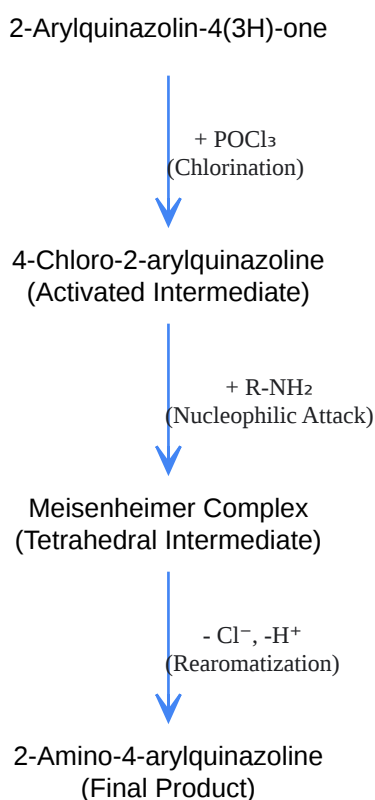 2-Arylquinazolin-4(3H)-one
+ POCl₃
(Chlorination)
4-Chloro-2-arylquinazoline
(Activated Intermediate)
+ R-NH₂
(Nucleophilic Attack)
Meisenheimer Complex
(Tetrahedral Intermediate)
- Cl⁻, -H⁺
(Rearomatization)
2-Amino-4-arylquinazoline
(Final Product)